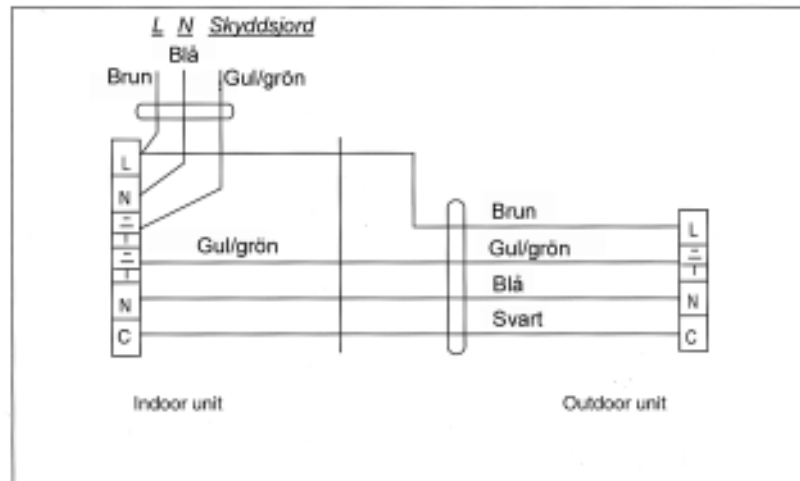 L N Skyddsjord
Blå
Brun Gul/grön
L
N
N
C
Gul/grön
Brun
Gul/grön
Blå
Svart
L
N
C
Indoor unit Outdoor unit